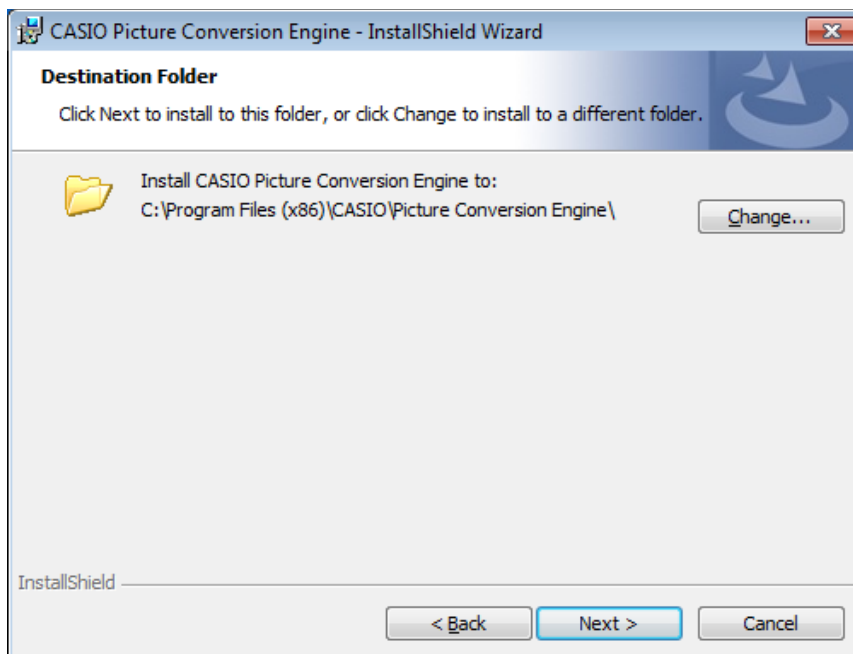 CASIO Picture Conversion Engine - InstallShield Wizard
Destination Folder
Click Next to install to this folder, or click Change to install to a different folder.
Install CASIO Picture Conversion Engine to:
C:\Program Files (x86)\CASIO\Picture Conversion Engine\
Change...
InstallShield
< Back
Next >
Cancel